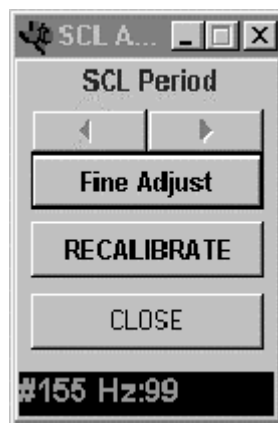 SCL A...
SCL Period
Fine Adjust
RECALIBRATE
CLOSE
#155 Hz:99